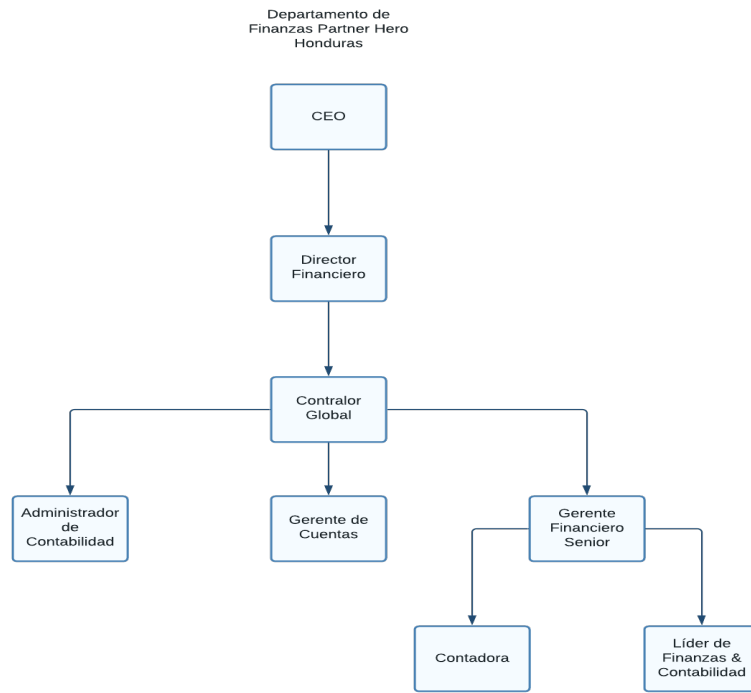 Departamento de
Finanzas Partner Hero
Honduras
CEO
Director
Financiero
Contralor
Global
Administrador
de
Contabilidad
Gerente de
Cuentas
Gerente
Financiero
Senior
Contadora
Líder de
Finanzas &
Contabilidad